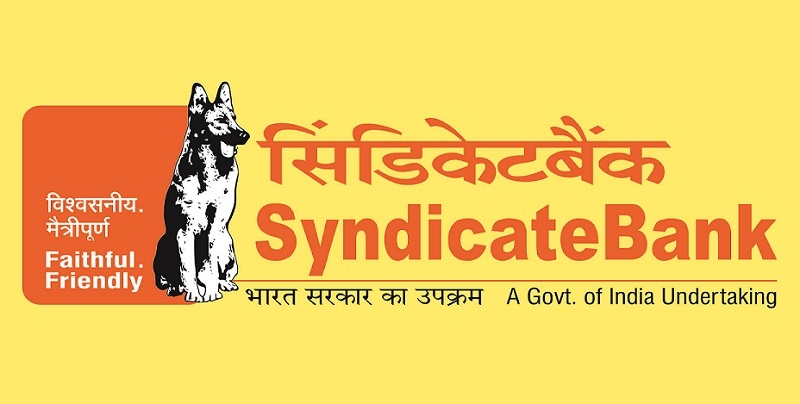 विश्वसनीय.
मैत्रीपूर्ण
Faithful.
Friendly
सिंडिकेटबैंक
SyndicateBank
भारत सरकार का उपक्रम A Govt. of India Undertaking